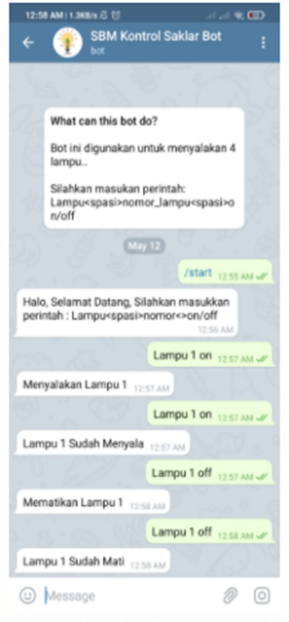 12:58 AM | 1.3KB/s
SBM Kontrol Saklar Bot
bot
What can this bot do?
Bot ini digunakan untuk menyalakan 4
lampu..
Silahkan masukan perintah:
Lampu<spasi>nomor_lampu<spasi>o
n/off
May 12
/start 12:55 AM
Halo, Selamat Datang, Silahkan masukkan
perintah : Lampu<spasi>nomor<>on/off
12:56 AM
Lampu 1 on 12:57 AM
Menyalakan Lampu 1 12:57 AM
Lampu 1 on 12:57 AM
Lampu 1 Sudah Menyala 12:57 AM
Lampu 1 off 12:57 AM
Mematikan Lampu 1 12:58 AM
Lampu 1 off 12:58 AM
Lampu 1 Sudah Mati 12:58 AM
Message